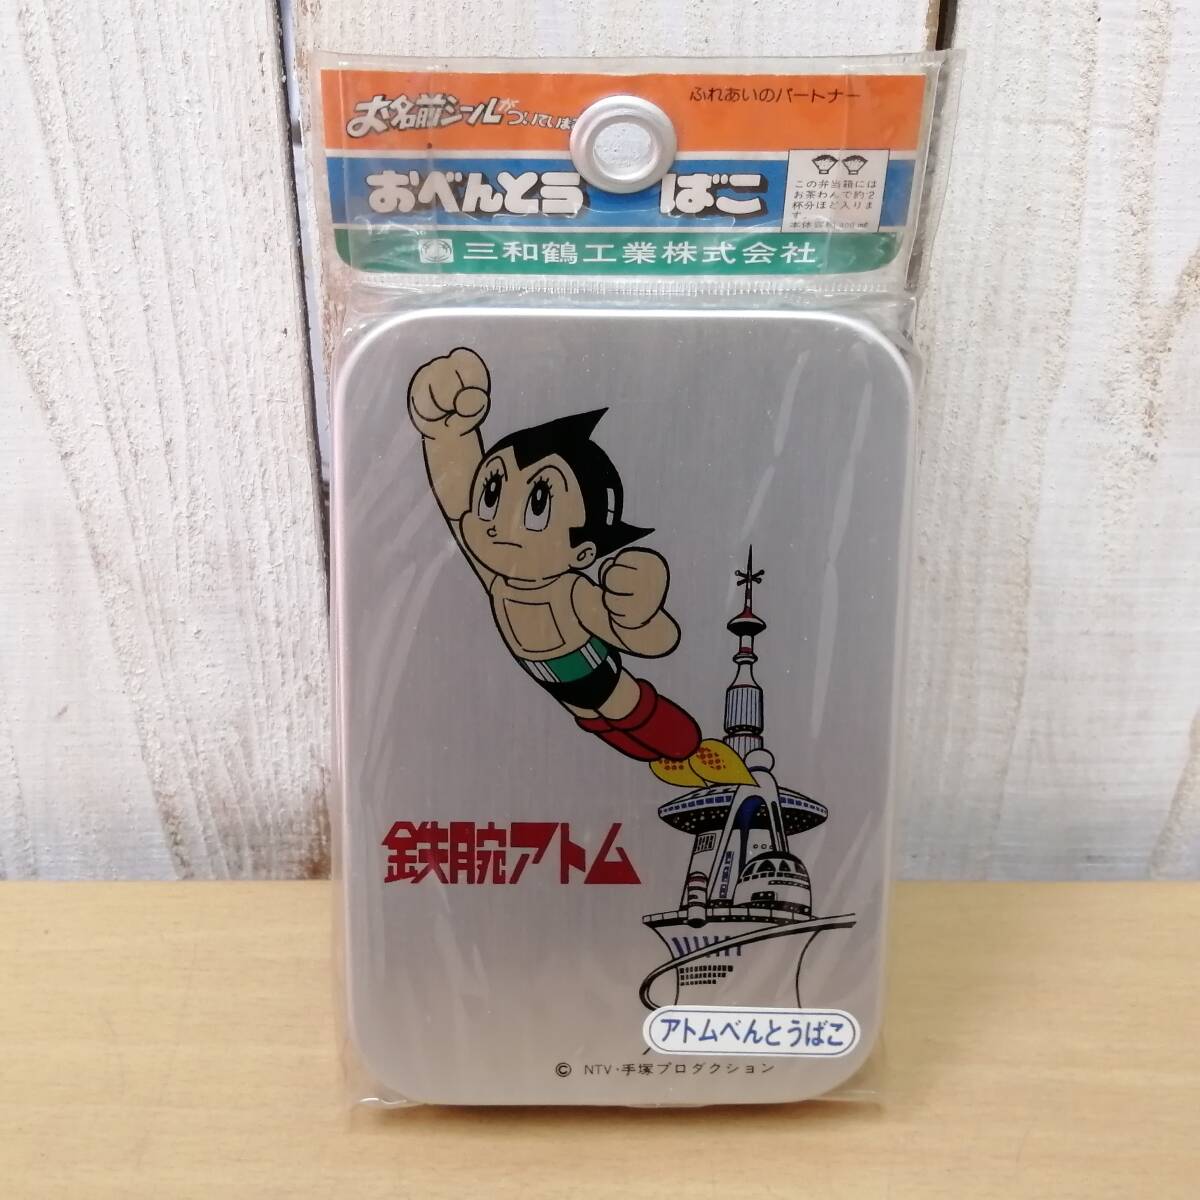 お名前シールがついています
ふれあいのパートナー
おべんとうばこ
この弁当箱には
お茶わんで約2
杯分ほど入りま
す。
三和鶴工業株式会社
鉄腕アトム
アトムべんとうばこ
© NTV・手塚プロダクション